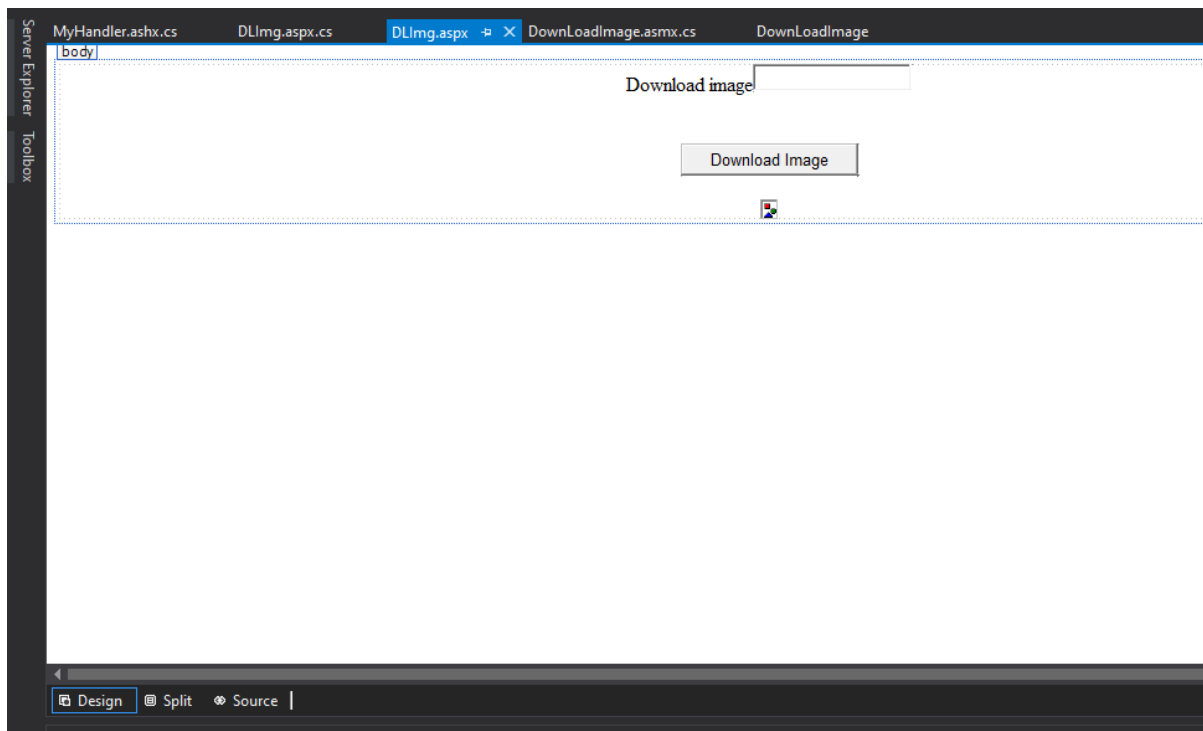 Server Explorer
Toolbox
MyHandler.ashx.cs DLImg.aspx.cs DLImg.aspx DownLoadImage.asmx.cs DownLoadImage
body
Download image
Download Image
Design Split Source